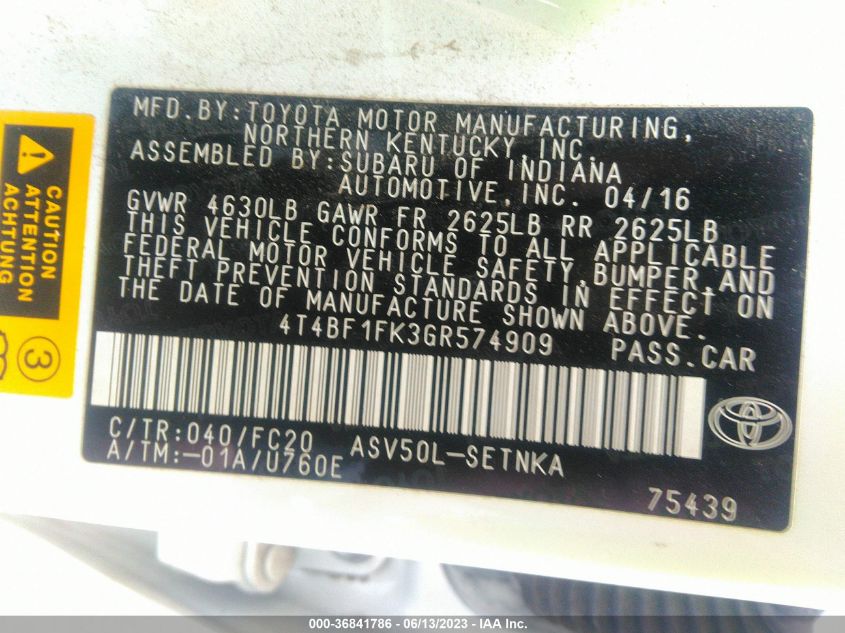 MFD.BY:TOYOTA MOTOR MANUFACTURING,
NORTHERN KENTUCKY, INC.
ASSEMBLED BY:SUBARU OF INDIANA
AUTOMOTIVE,INC. 04/16
GVWR 4630LB GAWR FR 2625LB RR 2625LB
THIS VEHICLE CONFORMS TO ALL APPLICABLE
FEDERAL MOTOR VEHICLE SAFETY,BUMPER,AND
THEFT PREVENTION STANDARDS IN EFFECT ON
THE DATE OF MANUFACTURE SHOWN ABOVE.
4T4BF1FK3GR574909 PASS.CAR
C/TR:040/FC20 ASV50L-SETNKA
A/TM:-01A/U760E
75439
CAUTION
ATTENTION
ACHTUNG
3
000-36841786 - 06/13/2023 - IAA Inc.